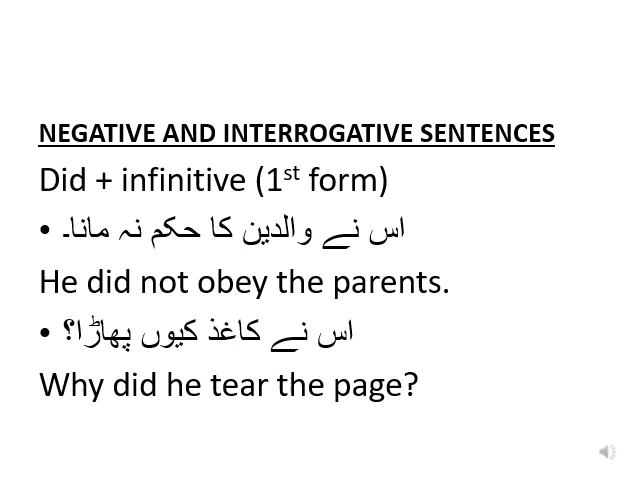 NEGATIVE AND INTERROGATIVE SENTENCES
Did + infinitive (1st form)
• اس نے والدین کا حکم نہ مانا۔
He did not obey the parents.
• اس نے کاغذ کیوں پھاڑا؟
Why did he tear the page?